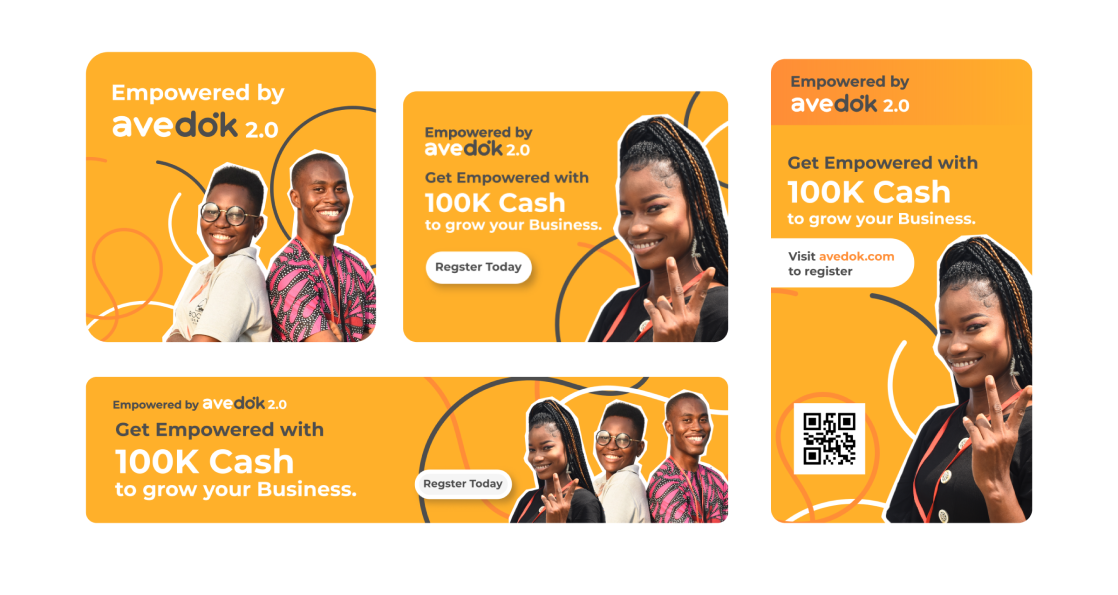 Empowered by
avedok 2.0
Empowered by
avedok 2.0
Get Empowered with
100K Cash
to grow your Business.
Regster Today
Empowered by
avedok 2.0
Get Empowered with
100K Cash
to grow your Business.
Visit avedok.com
to register
Empowered by avedok 2.0
Get Empowered with
100K Cash
to grow your Business.
Regster Today